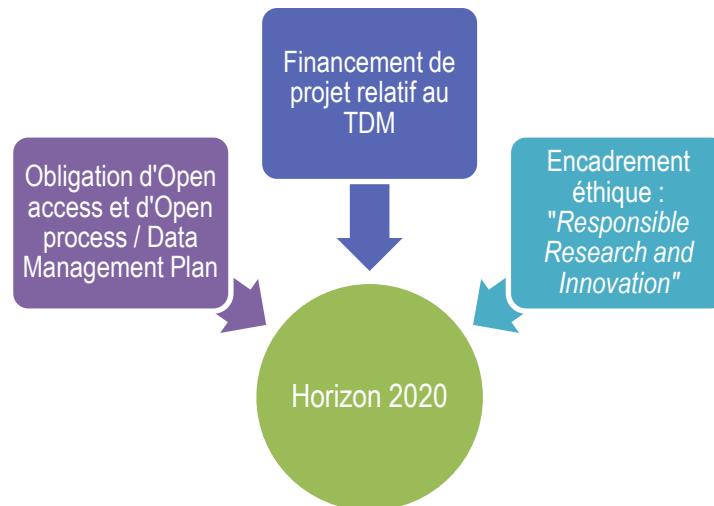 Financement de
projet relatif au
TDM
Obligation d'Open
access et d'Open
process / Data
Management Plan
Encadrement
éthique :
"Responsible
Research and
Innovation"
Horizon 2020